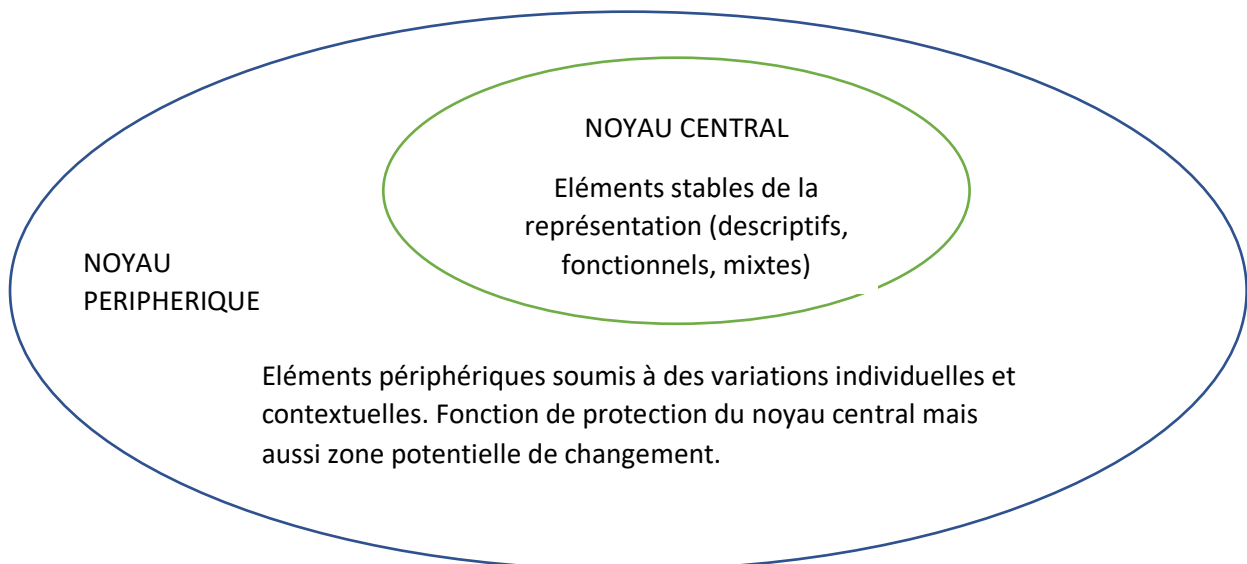 NOYAU CENTRAL
Eléments stables de la
représentation (descriptifs,
fonctionnels, mixtes)
NOYAU
PERIPHERIQUE
Eléments périphériques soumis à des variations individuelles et
contextuelles. Fonction de protection du noyau central mais
aussi zone potentielle de changement.